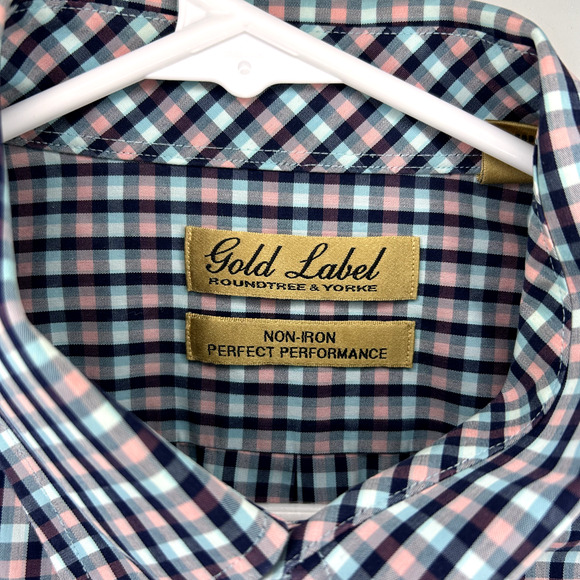 Gold Label
ROUNDTREE & YORKE
NON-IRON
PERFECT PERFORMANCE